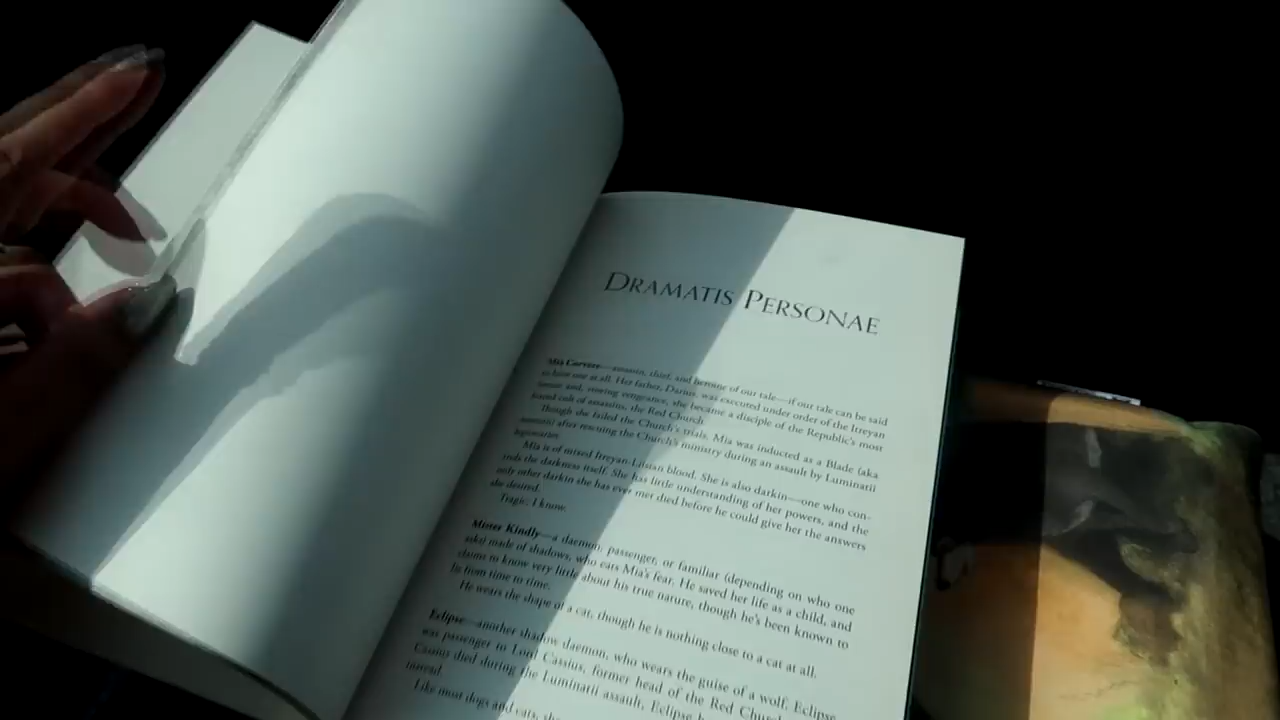 DRAMATIS PERSONAE
Mia Corvere—assassin, thief, and heroine of our tale—if our tale can be said
to have one at all. Her father, Darius, was executed under order of the Itreyan
Senate and, swearing vengeance, she became a disciple of the Republic's most
feared cult of assassins, the Red Church.
Though she failed the Church's trials, Mia was inducted as a Blade (aka
assassin) after rescuing the Church's ministry during an assault by Luminatii
legionaries.
Mia is of mixed Itreyan-Liisian blood. She is also darkin—one who con-
trols the darkness itself. She has little understanding of her powers, and the
only other darkin she has ever met died before he could give her the answers
she desired.
Tragic, I know.
Mister Kindly—a daemon, passenger, or familiar (depending on who one
asks) made of shadows, who eats Mia's fear. He saved her life as a child, and
claims to know very little about his true nature, though he's been known to
lie from time to time.
He wears the shape of a cat, though he is nothing close to a cat at all.
Eclipse—another shadow daemon, who wears the guise of a wolf. Eclipse
was passenger to Lord Cassius, former head of the Red Church
Cassius died during the Luminatii assault, Eclipse
instead.
Like most dogs and cats, she